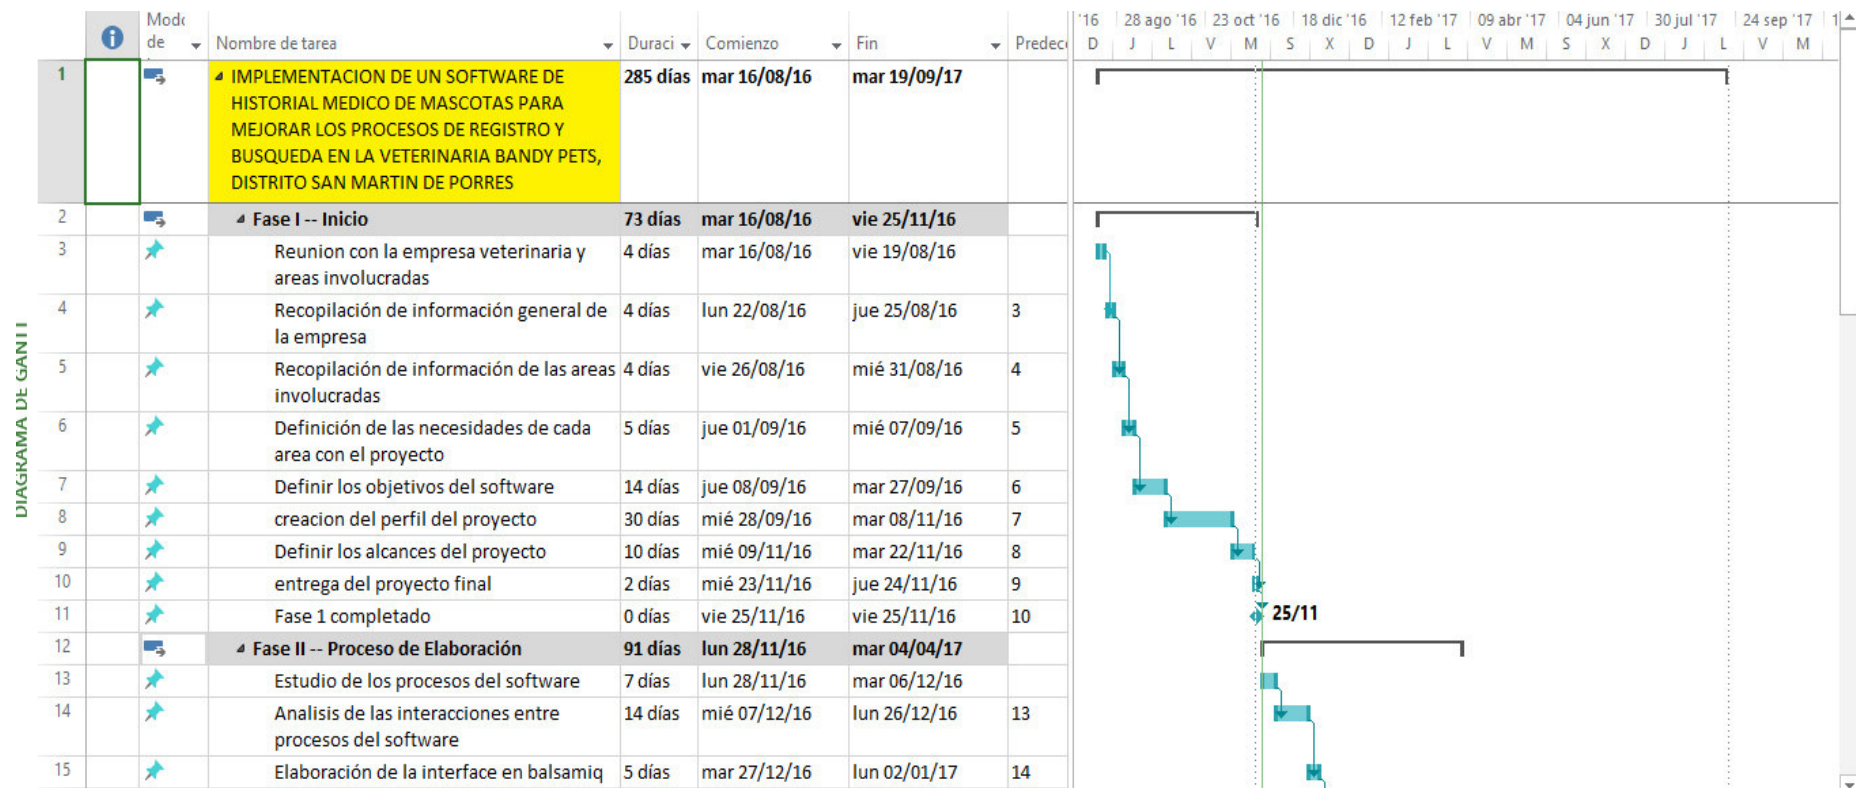 '16 28 ago '16 23 oct '16 18 dic '16 12 feb '17 09 abr '17 04 jun '17 30 jul '17 24 sep '17 1
Modo de Nombre de tarea Duraci Comienzo Fin Predec D J L V M S X D J L V M S X D J L V M
1 IMPLEMENTACION DE UN SOFTWARE DE 285 días mar 16/08/16 mar 19/09/17
HISTORIAL MEDICO DE MASCOTAS PARA
MEJORAR LOS PROCESOS DE REGISTRO Y
BUSQUEDA EN LA VETERINARIA BANDY PETS,
DISTRITO SAN MARTIN DE PORRES
1
2 Fase I -- Inicio 73 días mar 16/08/16 vie 25/11/16
3 Reunion con la empresa veterinaria y 4 días mar 16/08/16 vie 19/08/16
areas involucradas
4 Recopilación de información general de 4 días lun 22/08/16 jue 25/08/16 3
la empresa
5 Recopilación de información de las areas 4 días vie 26/08/16 mié 31/08/16 4
involucradas
6 Definición de las necesidades de cada 5 días jue 01/09/16 mié 07/09/16 5
area con el proyecto
7 Definir los objetivos del software 14 días jue 08/09/16 mar 27/09/16 6
8 creacion del perfil del proyecto 30 días mié 28/09/16 mar 08/11/16 7
9 Definir los alcances del proyecto 10 días mié 09/11/16 mar 22/11/16 8
10 entrega del proyecto final 2 días mié 23/11/16 jue 24/11/16 9
11 Fase 1 completado 0 días vie 25/11/16 vie 25/11/16 10 25/11
12 Fase II -- Proceso de Elaboración 91 días lun 28/11/16 mar 04/04/17
13 Estudio de los procesos del software 7 días lun 28/11/16 mar 06/12/16
14 Analisis de las interacciones entre 14 días mié 07/12/16 lun 26/12/16 13
procesos del software
15 Elaboración de la interface en balsamiq 5 días mar 27/12/16 lun 02/01/17 14
DIAGRAMA DE GANTT